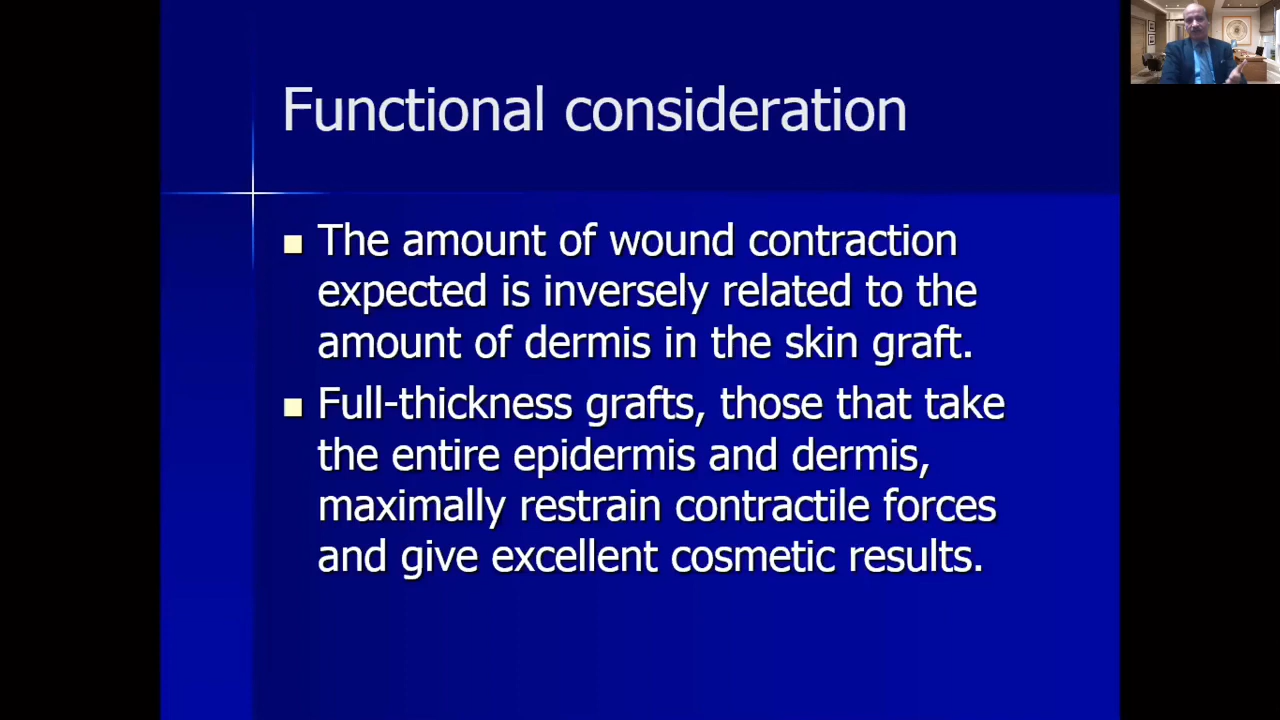 Functional consideration
The amount of wound contraction
expected is inversely related to the
amount of dermis in the skin graft.
Full-thickness grafts, those that take
the entire epidermis and dermis,
maximally restrain contractile forces
and give excellent cosmetic results.